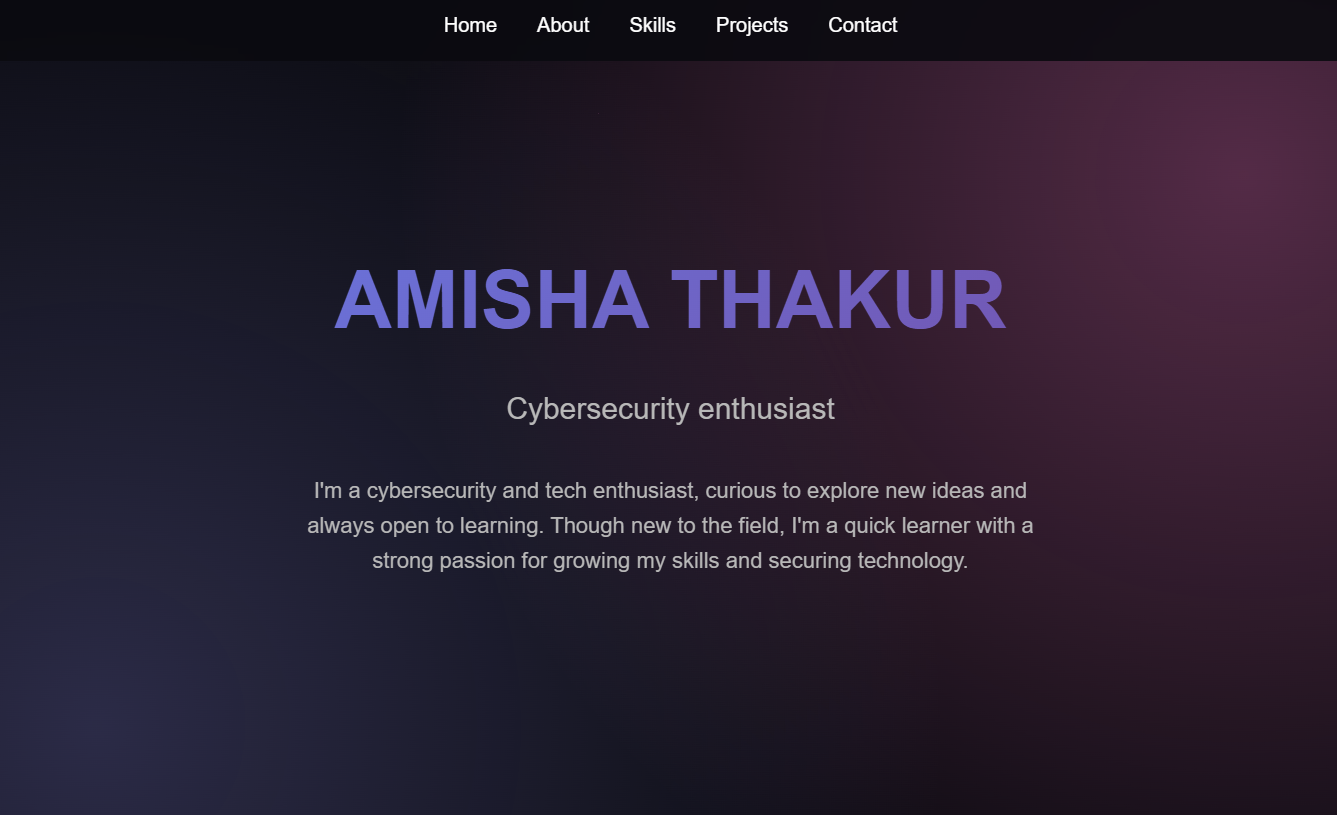 Home About Skills Projects Contact
AMISHA THAKUR
Cybersecurity enthusiast
I'm a cybersecurity and tech enthusiast, curious to explore new ideas and
always open to learning. Though new to the field, I'm a quick learner with a
strong passion for growing my skills and securing technology.